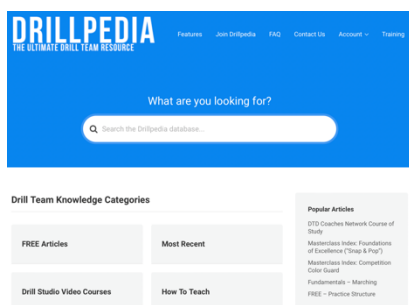 DRILLPEDIA
THE ULTIMATE DRILL TEAM RESOURCE
Features Join Drillpedia FAQ Contact Us Account Training
What are you looking for?
Search the Drillpedia database...
Drill Team Knowledge Categories
FREE Articles
Most Recent
Drill Studio Video Courses
How To Teach
Popular Articles
DTD Coaches Network Course of
Study
Masterclass Index: Foundations
of Excellence ("Snap & Pop")
Masterclass Index: Competition
Color Guard
Fundamentals – Marching
FREE – Practice Structure